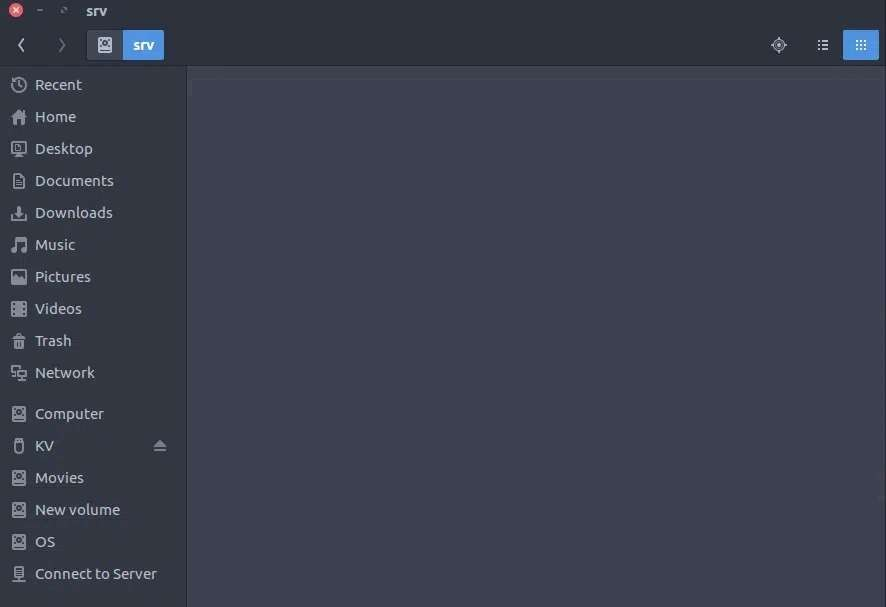 srv
srv
Recent
Home
Desktop
Documents
Downloads
Music
Pictures
Videos
Trash
Network
Computer
KV
Movies
New volume
OS
Connect to Server